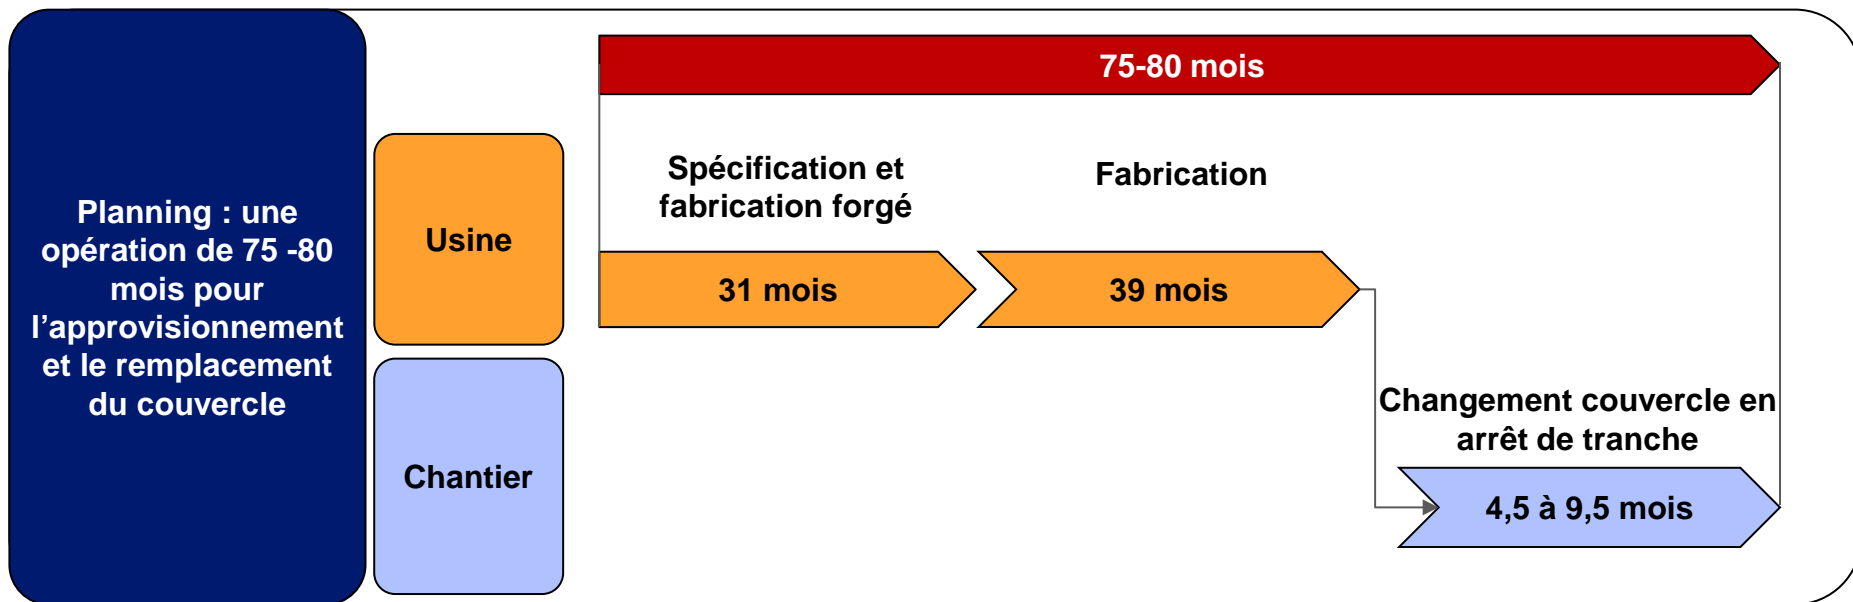 Planning : une
opération de 75 -80
mois pour
l’approvisionnement
et le remplacement
du couvercle
Usine
Chantier
75-80 mois
Spécification et
fabrication forgé
Fabrication
31 mois
39 mois
Changement couvercle en
arrêt de tranche
4,5 à 9,5 mois